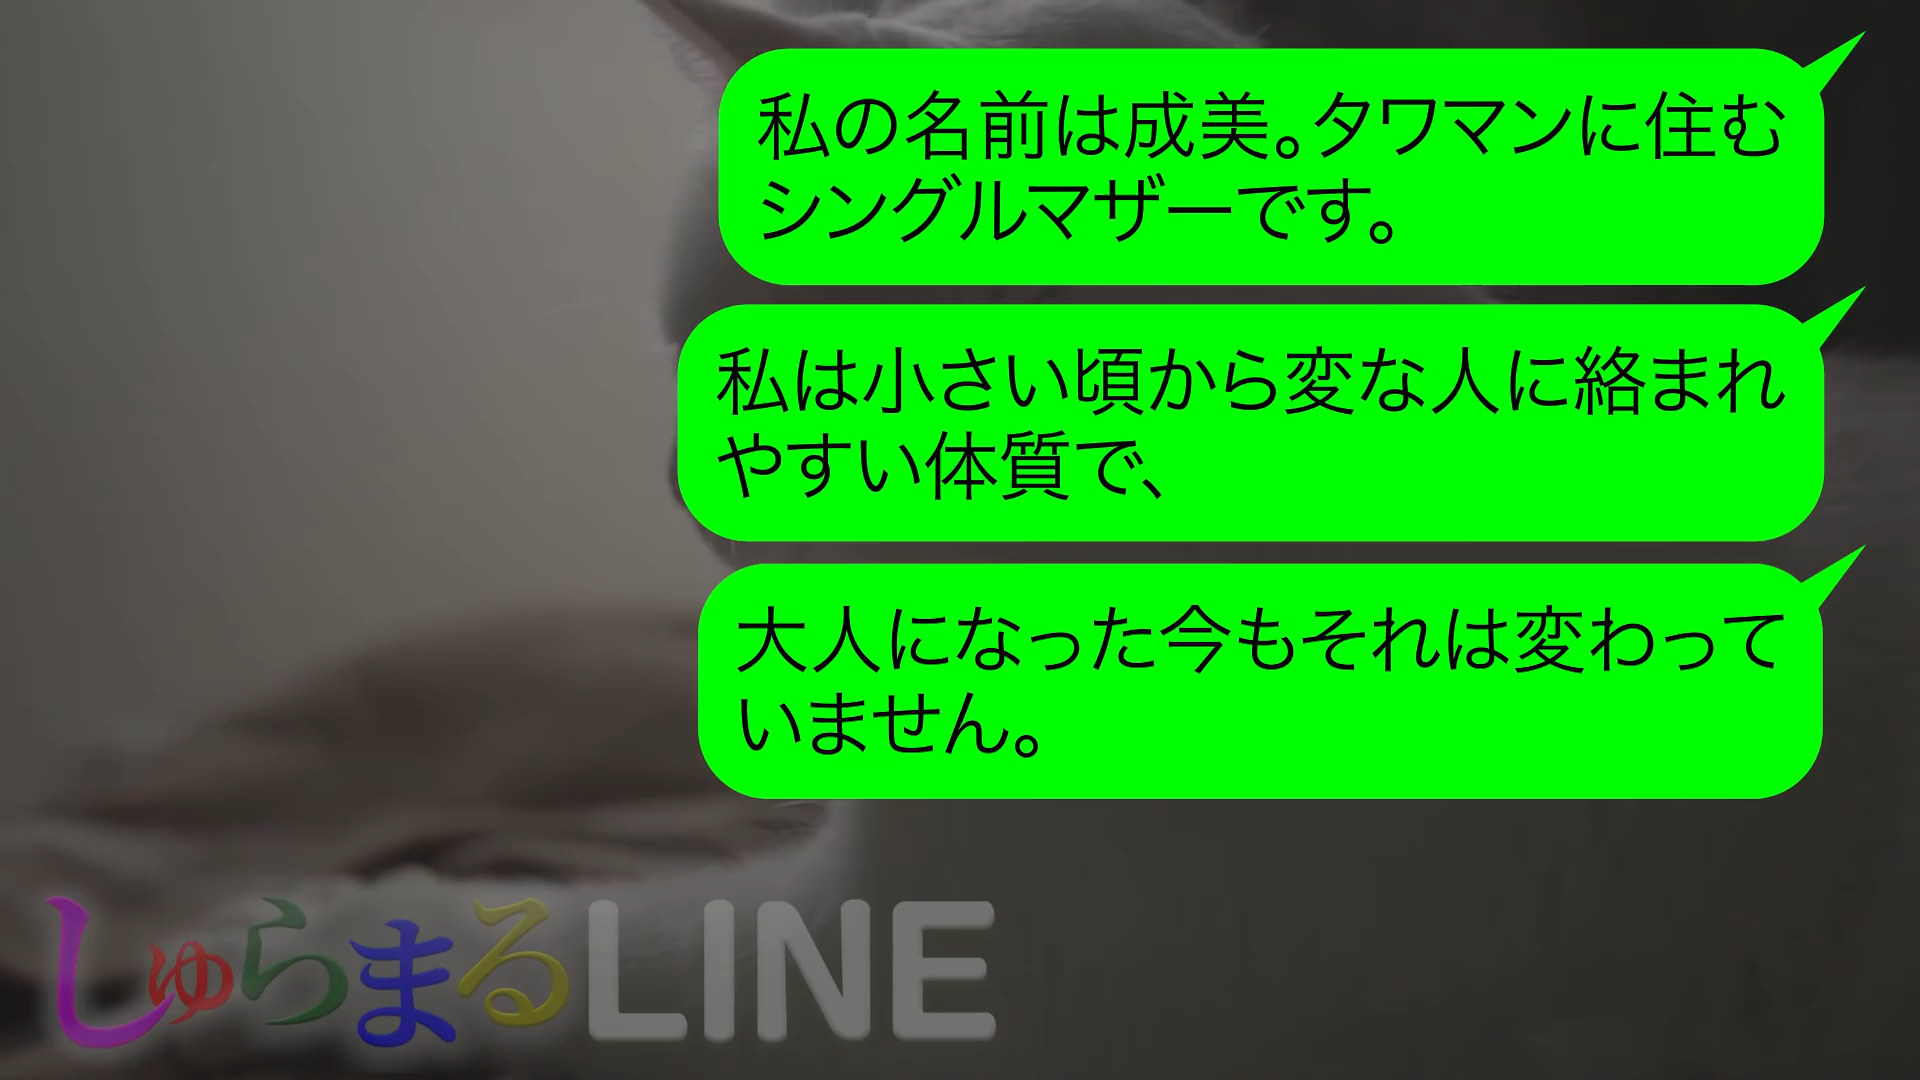 私の名前は成美。タワマンに住む
シングルマザーです。
私は小さい頃から変な人に絡まれ
やすい体質で、
大人になった今もそれは変わって
いません。
しゅらまるLINE